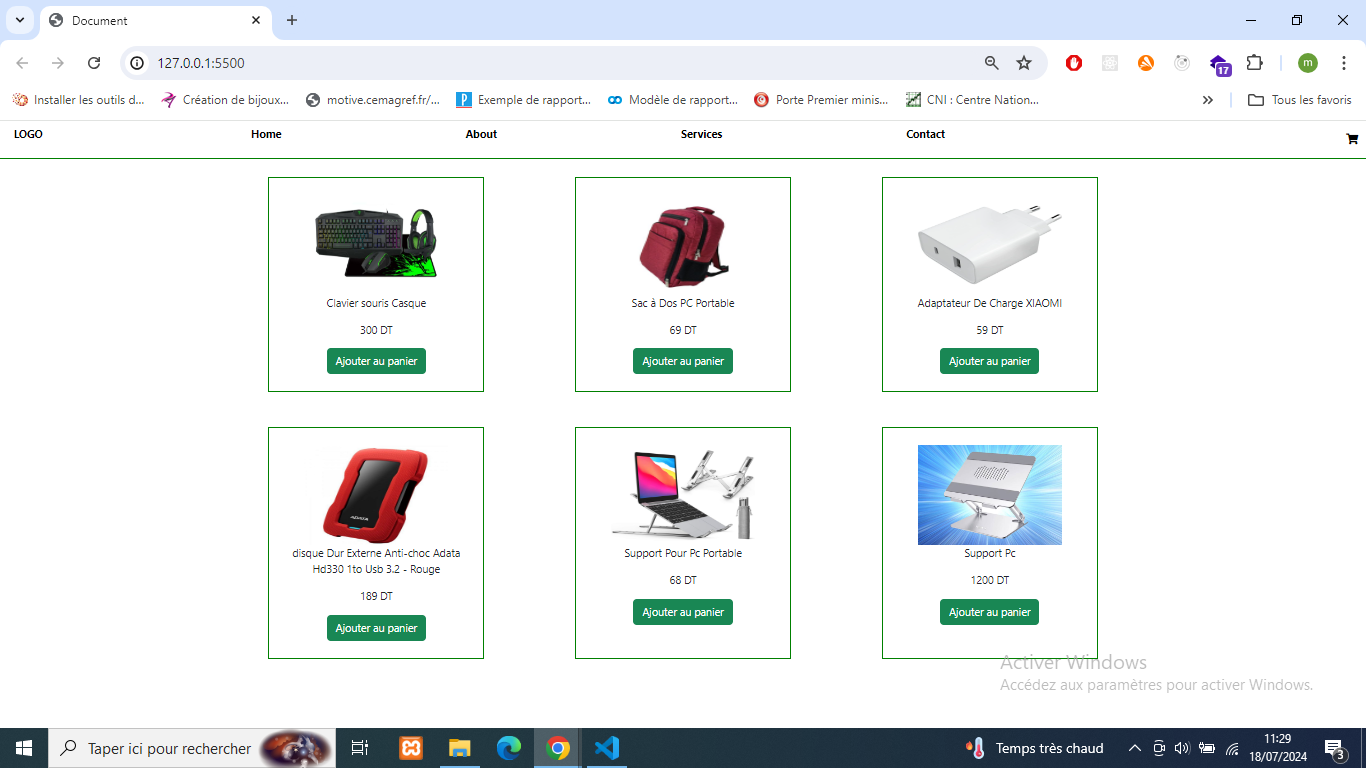 Document
127.0.0.1:5500
m
17
Installer les outils d...
Création de bijoux...
motive.cemagref.fr/...
Exemple de rapport...
Modèle de rapport...
Porte Premier minis...
CNI : Centre Nation...
»
Tous les favoris
LOGO Home About Services Contact
Clavier souris Casque
300 DT
Ajouter au panier
Sac à Dos PC Portable
69 DT
Ajouter au panier
Adaptateur De Charge XIAOMI
59 DT
Ajouter au panier
ADATA
disque Dur Externe Anti-choc Adata
Hd330 1to Usb 3.2 - Rouge
189 DT
Ajouter au panier
Support Pour Pc Portable
68 DT
Ajouter au panier
Support Pc
1200 DT
Ajouter au panier
Activer Windows
Accédez aux paramètres pour activer Windows.
Taper ici pour rechercher
Temps très chaud
11:29
18/07/2024
3